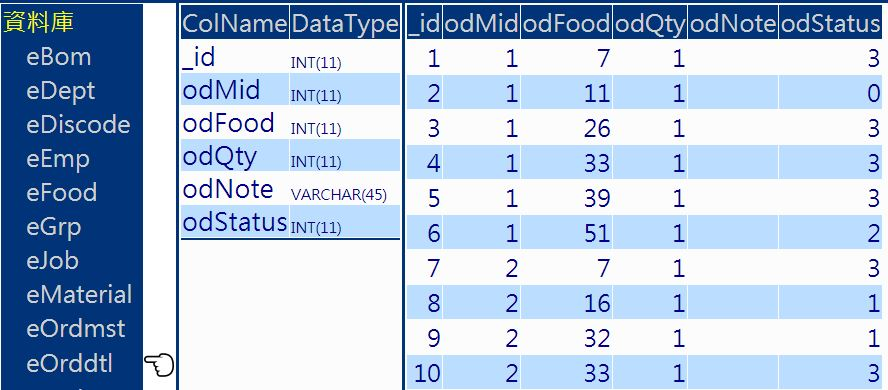 資料庫
eBom
eDept
eDiscode
eEmp
eFood
eGrp
eJob
eMaterial
eOrdmst
eOrddtl
ColName DataType
_id INT(11)
odMid INT(11)
odFood INT(11)
odQty INT(11)
odNote VARCHAR(45)
odStatus INT(11)
_id odMid odFood odQty odNote odStatus
1 1 7 1 3
2 1 11 1 0
3 1 26 1 3
4 1 33 1 3
5 1 39 1 3
6 1 51 1 2
7 2 7 1 3
8 2 16 1 1
9 2 32 1 1
10 2 33 1 3